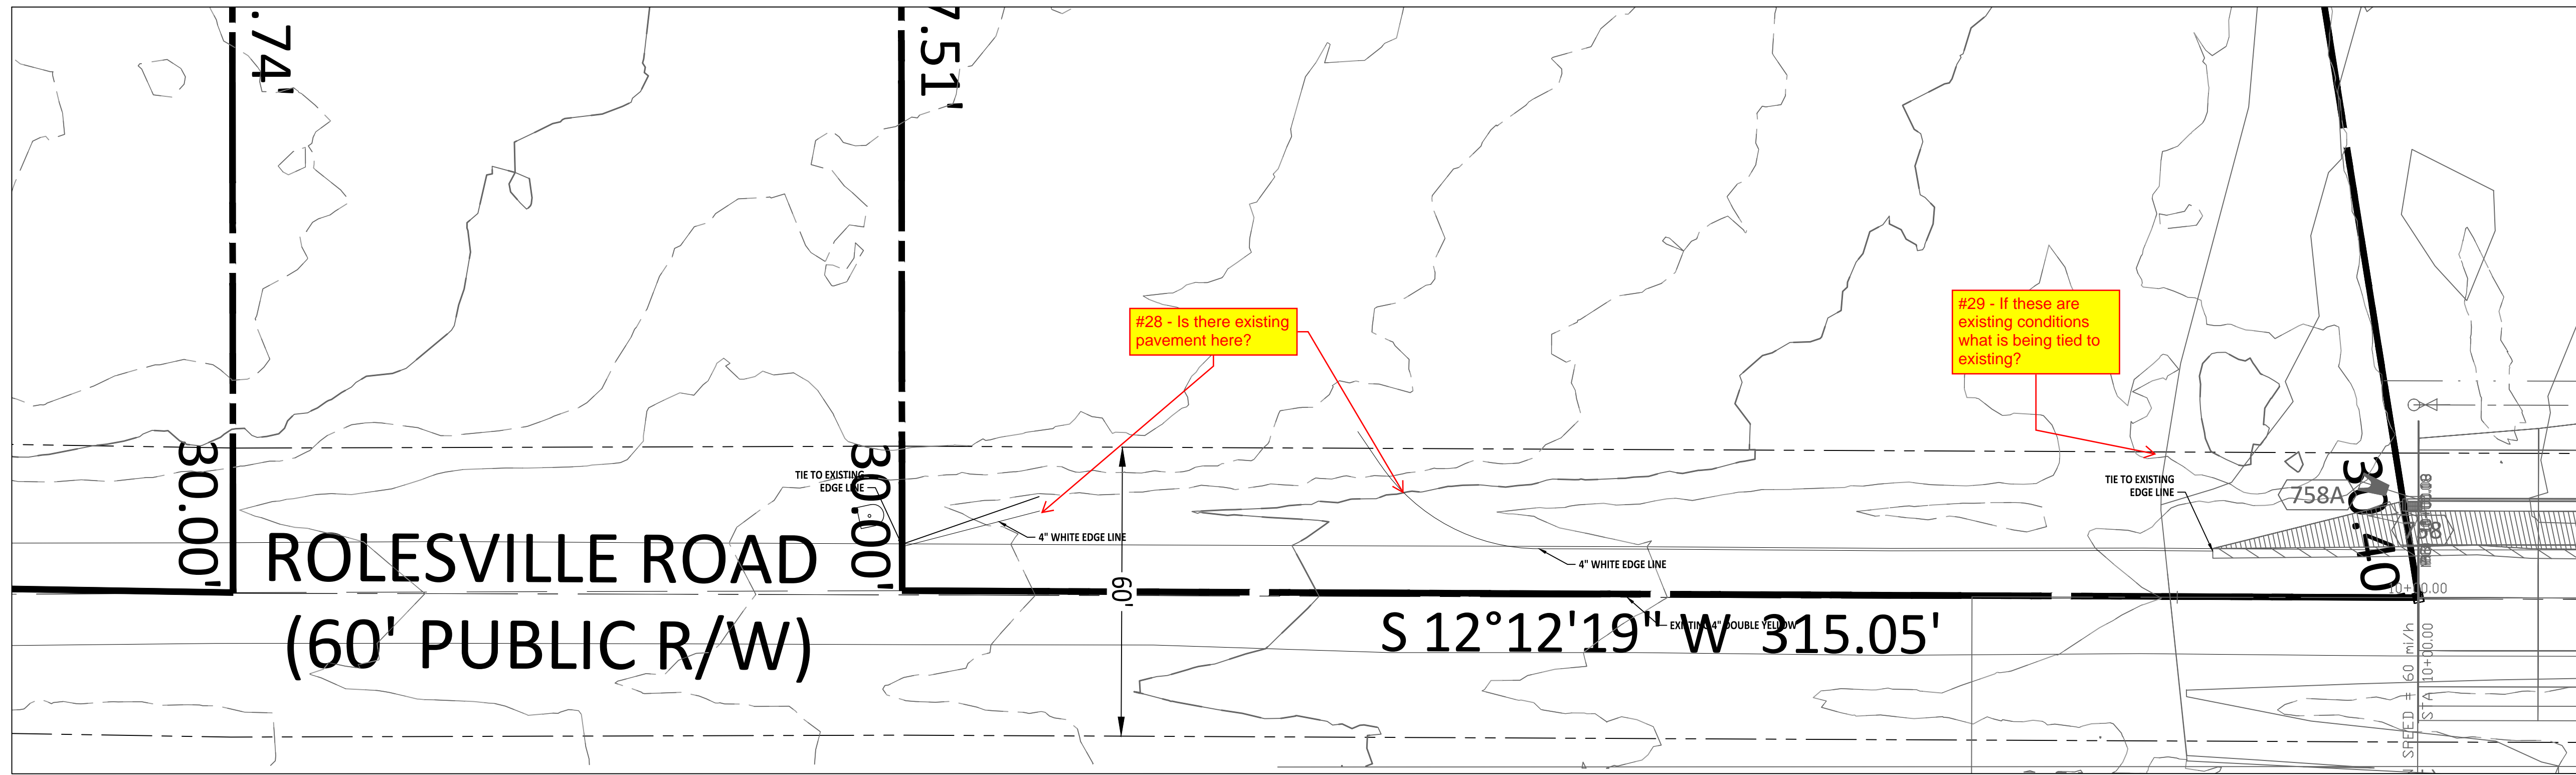 .74'
7.51'
#28 - Is there existing
pavement here?
#29 - If these are
existing conditions
what is being tied to
existing?
30.00'
TIE TO EXISTING
EDGE LINE
30.00'
4" WHITE EDGE LINE
4" WHITE EDGE LINE
TIE TO EXISTING
EDGE LINE
758A
30.40
ROLESVILLE ROAD
(60' PUBLIC R/W)
60'
S 12°12'19" W 315.05'
EXISTING 4" DOUBLE YELLOW
10+00.00
SPEED = 60 mi/h
STA 10+00.00